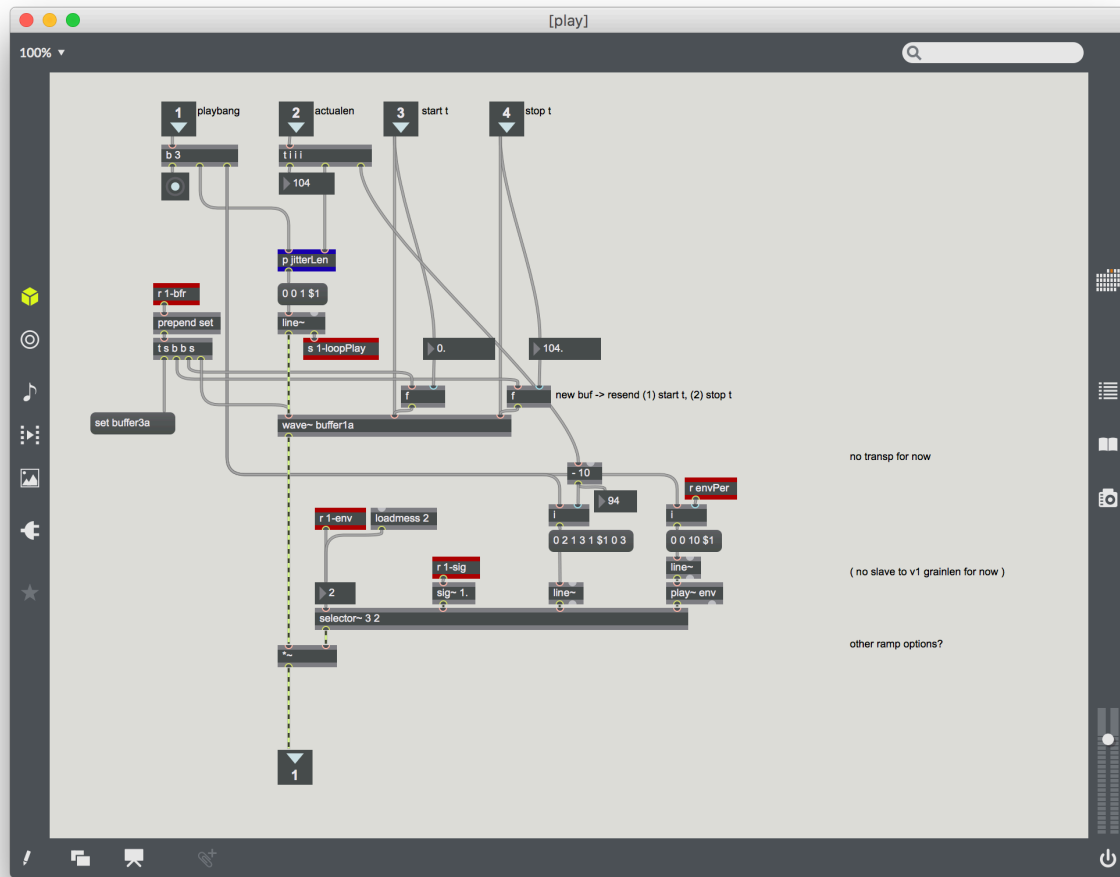 [play]
100%
1 playbang
2 actualen
3 start t
4 stop t
b 3
t i i i
104
p jitterLen
r 1-bfr
0 0 1 $1
prepend set
line~
t s b b s
s 1-loopPlay
0.
104.
f
f
new buf -> resend (1) start t, (2) stop t
set buffer3a
wave~ buffer1a
no transp for now
- 10
r envPer
94
r 1-env
loadmess 2
i
i
0 2 1 3 1 $1 0 3
0 0 10 $1
r 1-sig
line~
( no slave to v1 grainlen for now )
2
sig~ 1.
line~
play~ env
selector~ 3 2
other ramp options?
*~
1